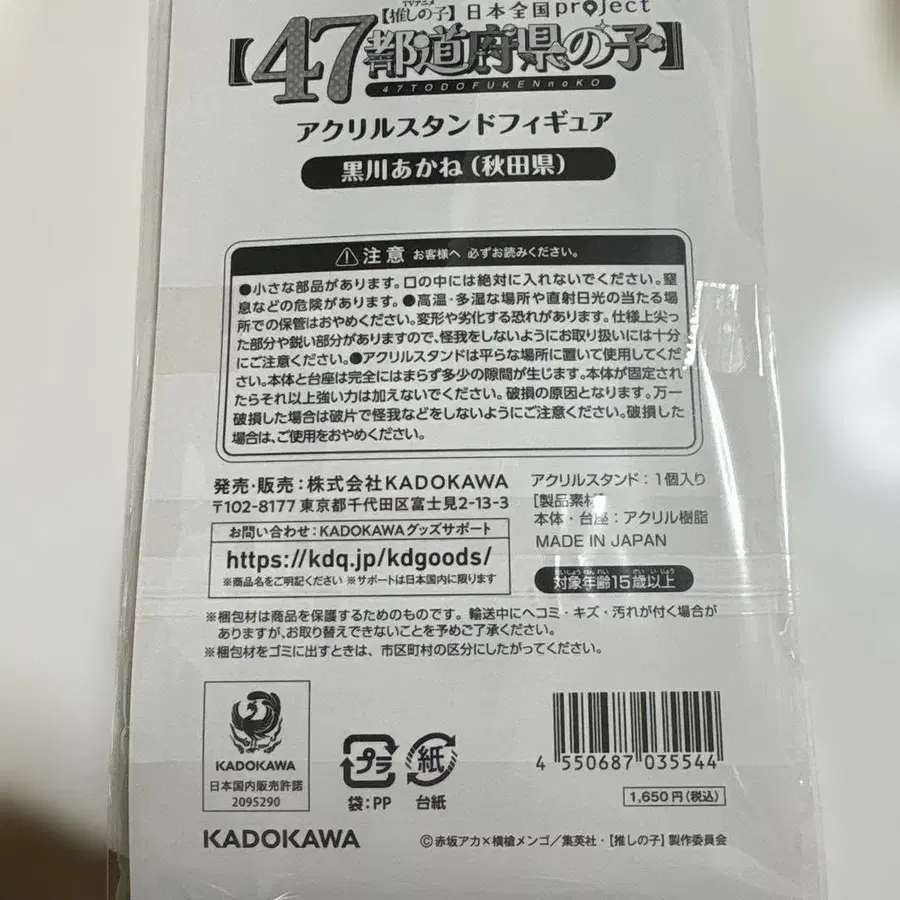 TVアニメ
【推しの子】日本全国project
【47都道府県の子】
47TODOFUKENnoKO
アクリルスタンドフィギュア
黒川あかね(秋田県)
注意 お客様へ 必ずお読みください。
●小さな部品があります。口の中には絶対に入れないでください。窒
息などの危険があります。●高温・多湿な場所や直射日光の当たる場
所での保管はおやめください。変形や劣化する恐れがあります。仕様上尖っ
た部分や鋭い部分がありますので、怪我をしないようにお取り扱いには十分
にご注意ください。●アクリルスタンドは平らな場所に置いて使用してくだ
さい。本体と台座は完全にはまらず多少の隙間が生じます。本体が固定され
たらそれ以上強い力は加えないでください。破損の原因となります。万一
破損した場合は破片で怪我などをしないようにご注意ください。破損した
場合は、ご使用をおやめください。
発売・販売:株式会社KADOKAWA
〒102-8177 東京都千代田区富士見2-13-3
お問い合わせ:KADOKAWAグッズサポート
https://kdq.jp/kdgoods/
※商品名をご明記ください ※サポートは日本国内に限ります
アクリルスタンド:1個入り
[製品素材]
本体・台座:アクリル樹脂
MADE IN JAPAN
たいしょうねんれい さいいじょう
対象年齢15歳以上
※梱包材は商品を保護するためのものです。輸送中にヘコミ・キズ・汚れが付く場合が
ありますが、お取り替えできないことを予めご了承ください。
※梱包材をゴミに出すときは、市区町村の区分にしたがってください。
KADOKAWA
日本国内販売許諾
2095290
プラ
袋:PP
紙
台紙
4 550687 035544
1,650円(税込)
KADOKAWA
©赤坂アカ×横槍メンゴ/集英社・【推しの子】製作委員会